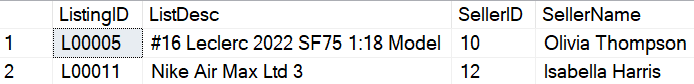 ListingID ListDesc SellerID SellerName
1 L00005 #16 Leclerc 2022 SF75 1:18 Model 10 Olivia Thompson
2 L00011 Nike Air Max Ltd 3 12 Isabella Harris